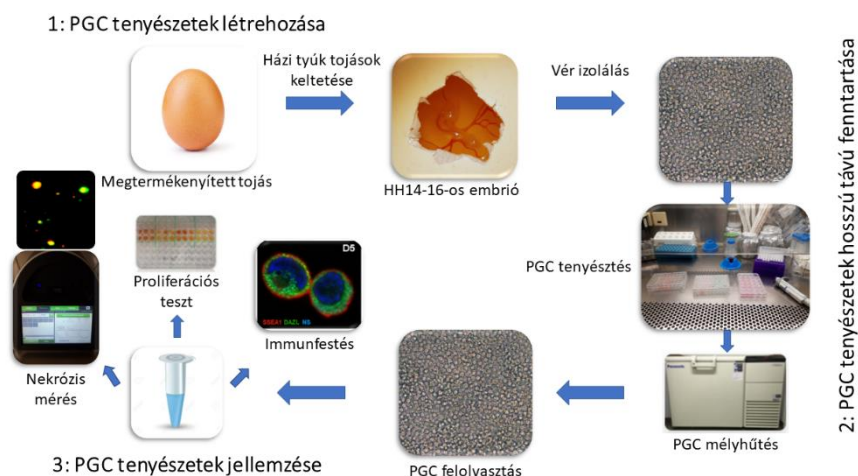 1: PGC tenyészetek létrehozása
Házi tyúk tojások
keltetése
Vér izolálás
Megtermékenyített tojás
HH14-16-os embrió
2: PGC tenyészetek hosszú távú fenntartása
PGC tenyésztés
Proliferációs
teszt
D5
SSEA1 DAZL NS
Immunfestés
Nekrózis
mérés
Panasonic
PGC mélyhűtés
PGC felolvasztás
3: PGC tenyészetek jellemzése